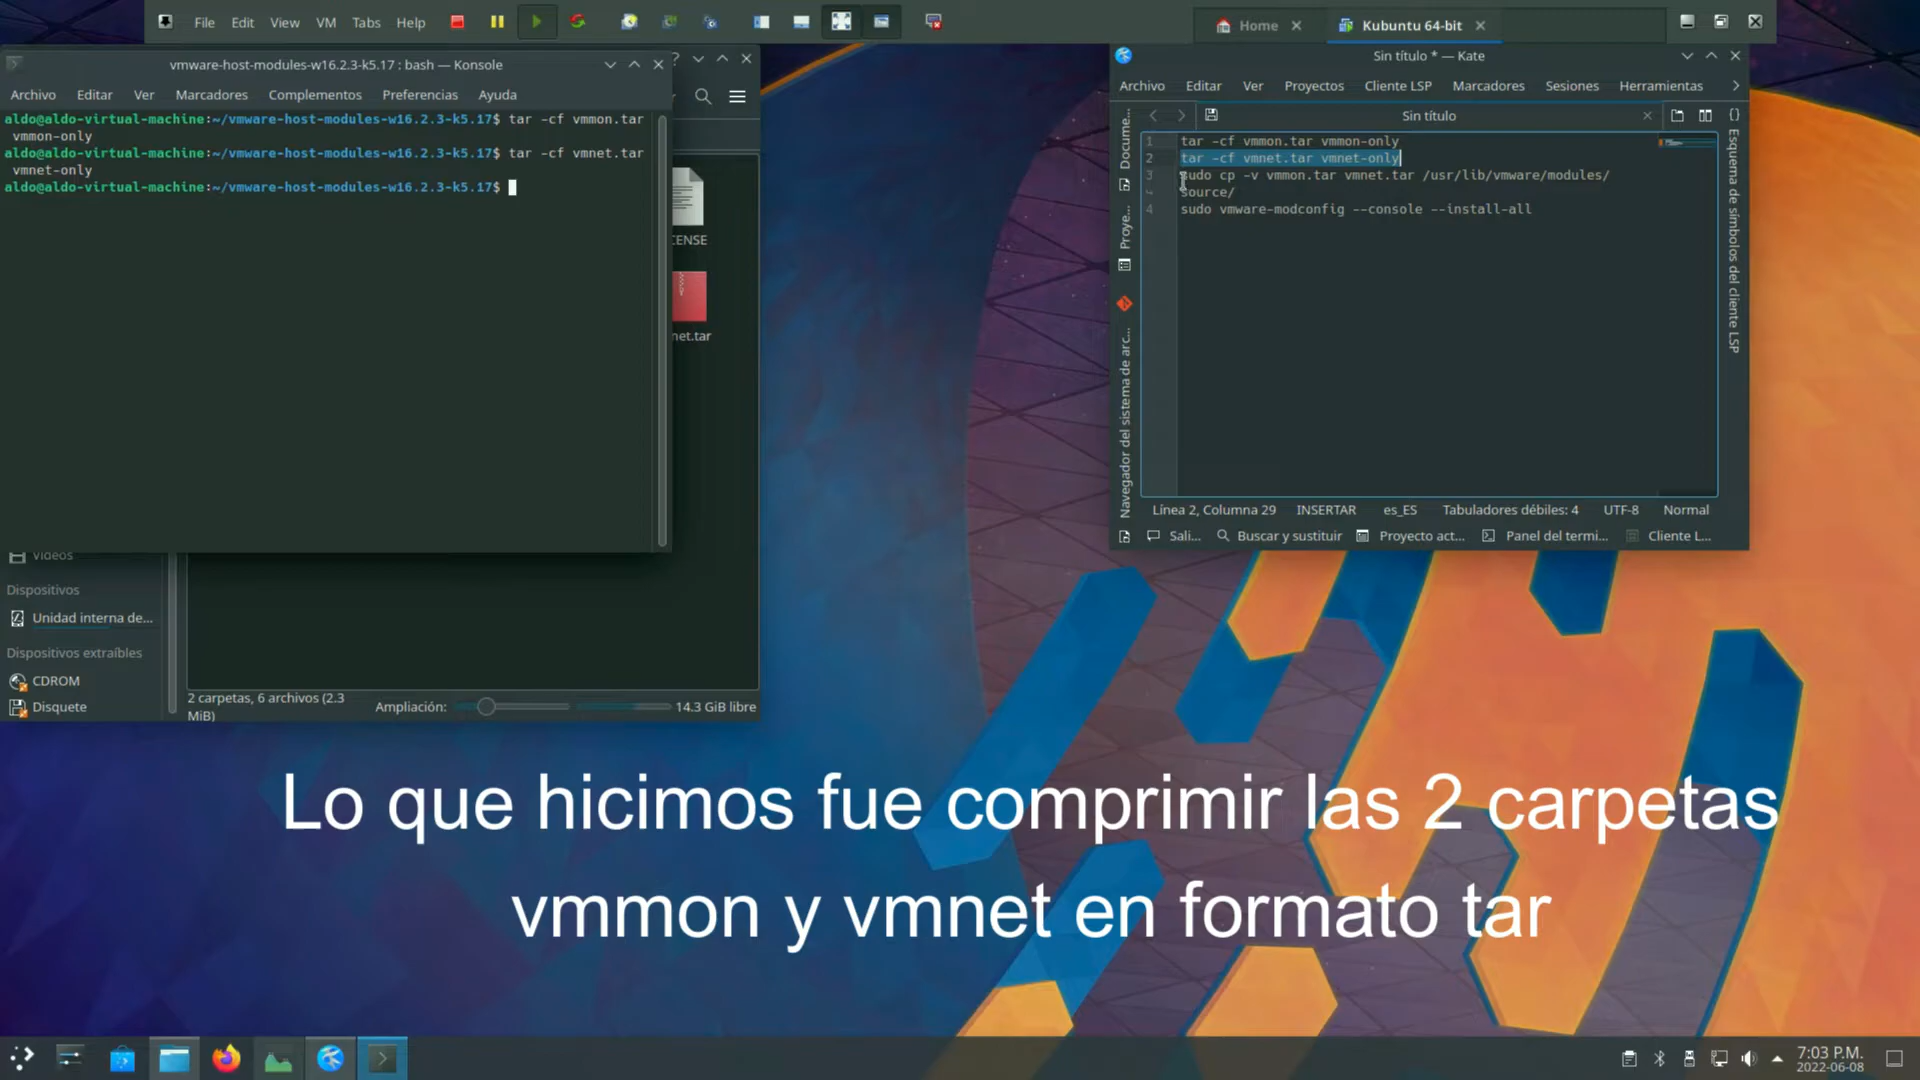 File Edit View VM Tabs Help
Home
Kubuntu 64-bit
vmware-host-modules-w16.2.3-k5.17 : bash — Konsole
Archivo Editar Ver Marcadores Complementos Preferencias Ayuda
aldo@aldo-virtual-machine:~/vmware-host-modules-w16.2.3-k5.17$ tar -cf vmmon.tar
vmmon-only
aldo@aldo-virtual-machine:~/vmware-host-modules-w16.2.3-k5.17$ tar -cf vmnet.tar
vmnet-only
aldo@aldo-virtual-machine:~/vmware-host-modules-w16.2.3-k5.17$
CENSE
net.tar
Vídeos
Dispositivos
Unidad interna de...
Dispositivos extraíbles
CDROM
Disquete
2 carpetas, 6 archivos (2.3
MiB)
Ampliación:
14.3 GiB libre
Sin título * — Kate
Archivo Editar Ver Proyectos Cliente LSP Marcadores Sesiones Herramientas
Sin título
Docume...
Proye...
Navegador del sistema de arc...
1 tar -cf vmmon.tar vmmon-only
2 tar -cf vmnet.tar vmnet-only
3 sudo cp -v vmmon.tar vmnet.tar /usr/lib/vmware/modules/
source/
4 sudo vmware-modconfig --console --install-all
{} Esquema de símbolos del cliente LSP
Línea 2, Columna 29 INSERTAR es_ES Tabuladores débiles: 4 UTF-8 Normal
Sali... Buscar y sustituir Proyecto act... Panel del termi... Cliente L...
Lo que hicimos fue comprimir las 2 carpetas
vmmon y vmnet en formato tar
7:03 P.M.
2022-06-08